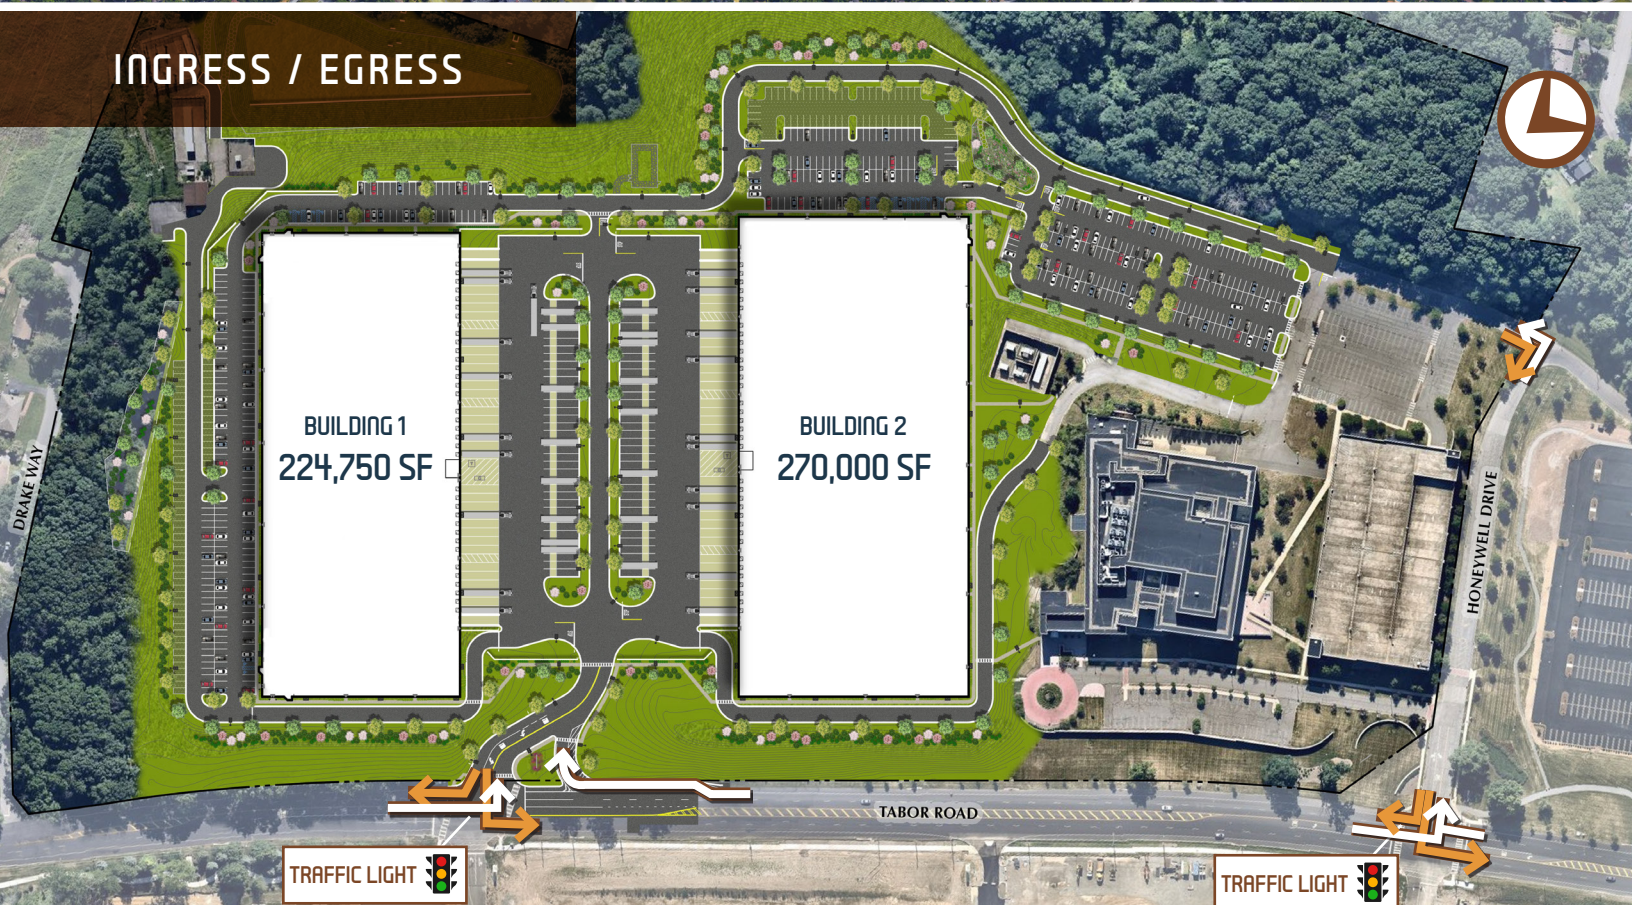 INGRESS / EGRESS
BUILDING 1
224,750 SF
BUILDING 2
270,000 SF
DRAKE WAY
HONEYWELL DRIVE
TABOR ROAD
TRAFFIC LIGHT
TRAFFIC LIGHT